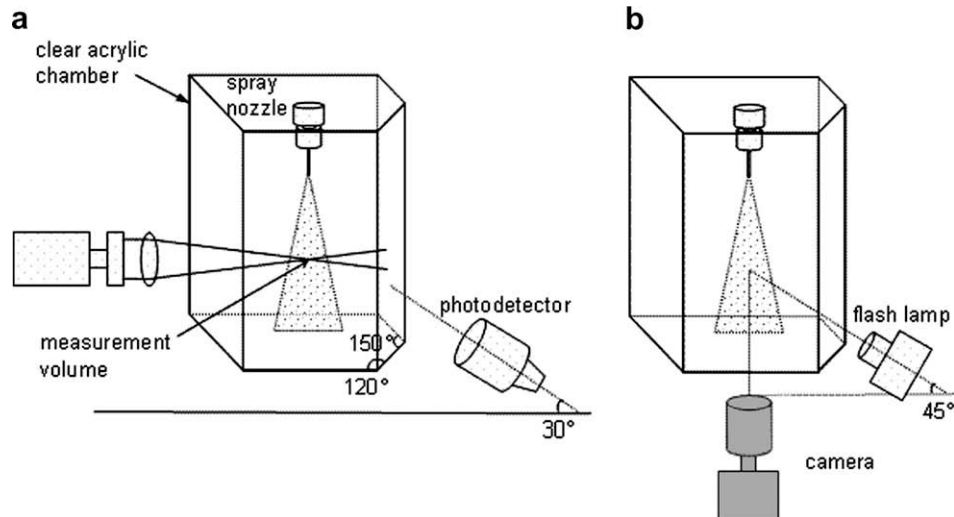 a
clear acrylic
chamber
spray
nozzle
photodetector
measurement
volume
150°
120°
30°
b
flash lamp
45°
camera